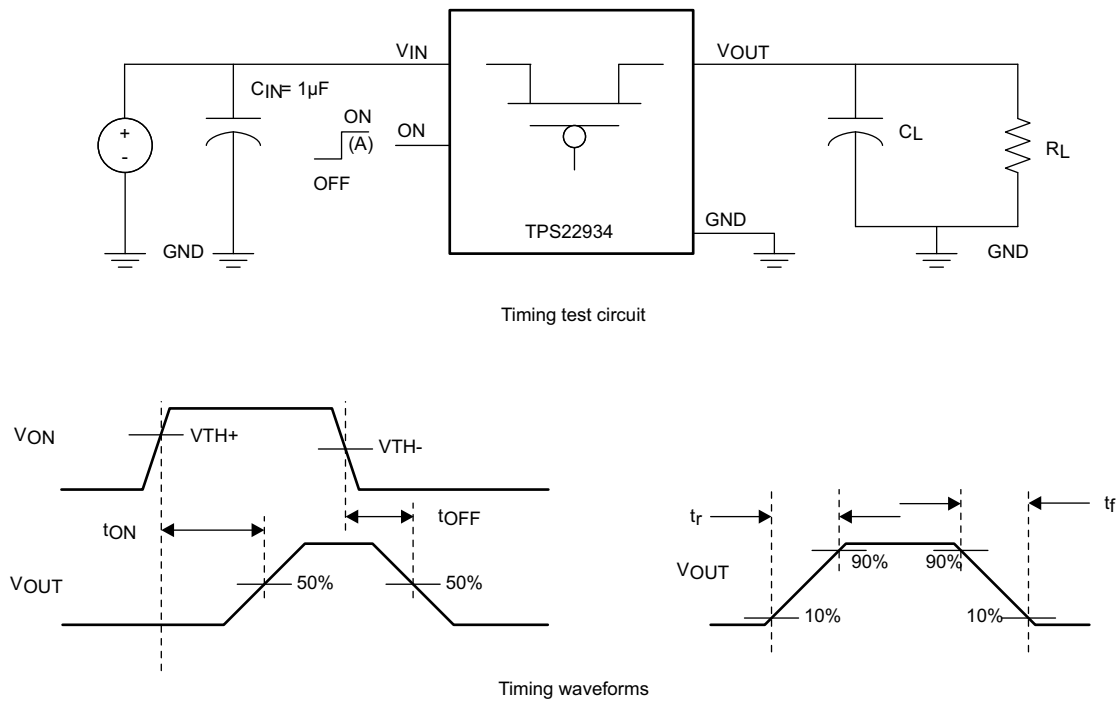 VIN
VOUT
CIN= 1µF
ON
(A)
OFF
ON
CL
RL
+
-
GND
TPS22934
GND
GND
Timing test circuit
VON
VTH+
VTH-
tON
tOFF
VOUT
50%
50%
tr
tf
VOUT
90%
90%
10%
10%
Timing waveforms